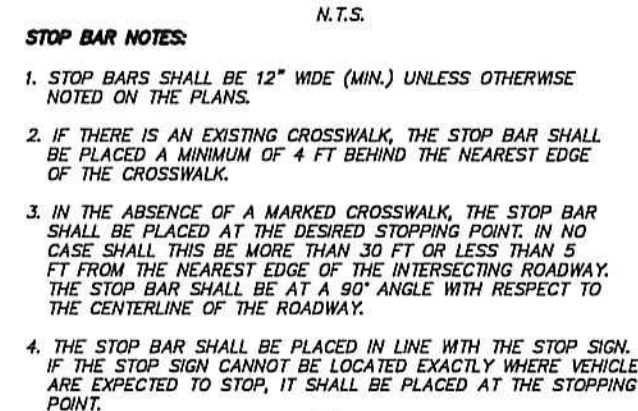 N.T.S.
STOP BAR NOTES:
1. STOP BARS SHALL BE 12" WIDE (MIN.) UNLESS OTHERWISE
NOTED ON THE PLANS.
2. IF THERE IS AN EXISTING CROSSWALK, THE STOP BAR SHALL
BE PLACED A MINIMUM OF 4 FT BEHIND THE NEAREST EDGE
OF THE CROSSWALK.
3. IN THE ABSENCE OF A MARKED CROSSWALK, THE STOP BAR
SHALL BE PLACED AT THE DESIRED STOPPING POINT. IN NO
CASE SHALL THIS BE MORE THAN 30 FT OR LESS THAN 5
FT FROM THE NEAREST EDGE OF THE INTERSECTING ROADWAY.
THE STOP BAR SHALL BE AT A 90° ANGLE WITH RESPECT TO
THE CENTERLINE OF THE ROADWAY.
4. THE STOP BAR SHALL BE PLACED IN LINE WITH THE STOP SIGN.
IF THE STOP SIGN CANNOT BE LOCATED EXACTLY WHERE VEHICLE
ARE EXPECTED TO STOP, IT SHALL BE PLACED AT THE STOPPING
POINT.